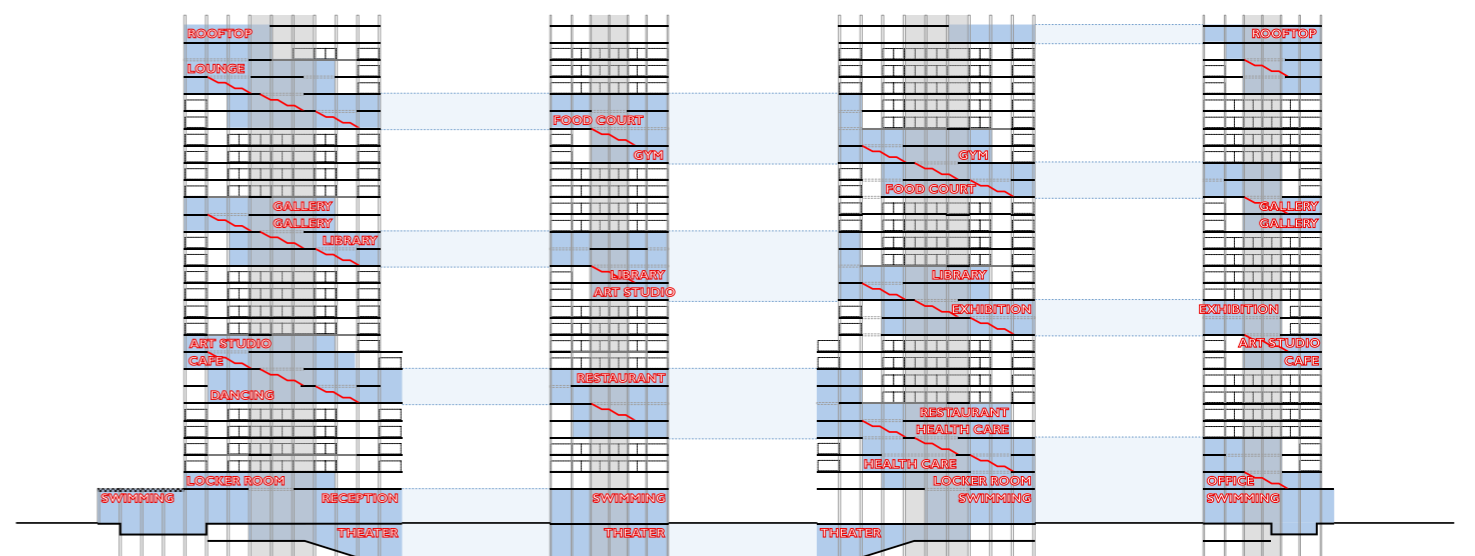 ROOFTOP
LOUNGE
GALLERY
GALLERY
LIBRARY
ART STUDIO
CAFE
DANCING
LOCKER ROOM
SWIMMING
RECEPTION
THEATER
FOOD COURT
GYM
LIBRARY
ART STUDIO
RESTAURANT
SWIMMING
THEATER
GYM
FOOD COURT
LIBRARY
EXHIBITION
RESTAURANT
HEALTH CARE
HEALTH CARE
LOCKER ROOM
SWIMMING
THEATER
ROOFTOP
GALLERY
GALLERY
EXHIBITION
ART STUDIO
CAFE
OFFICE
SWIMMING